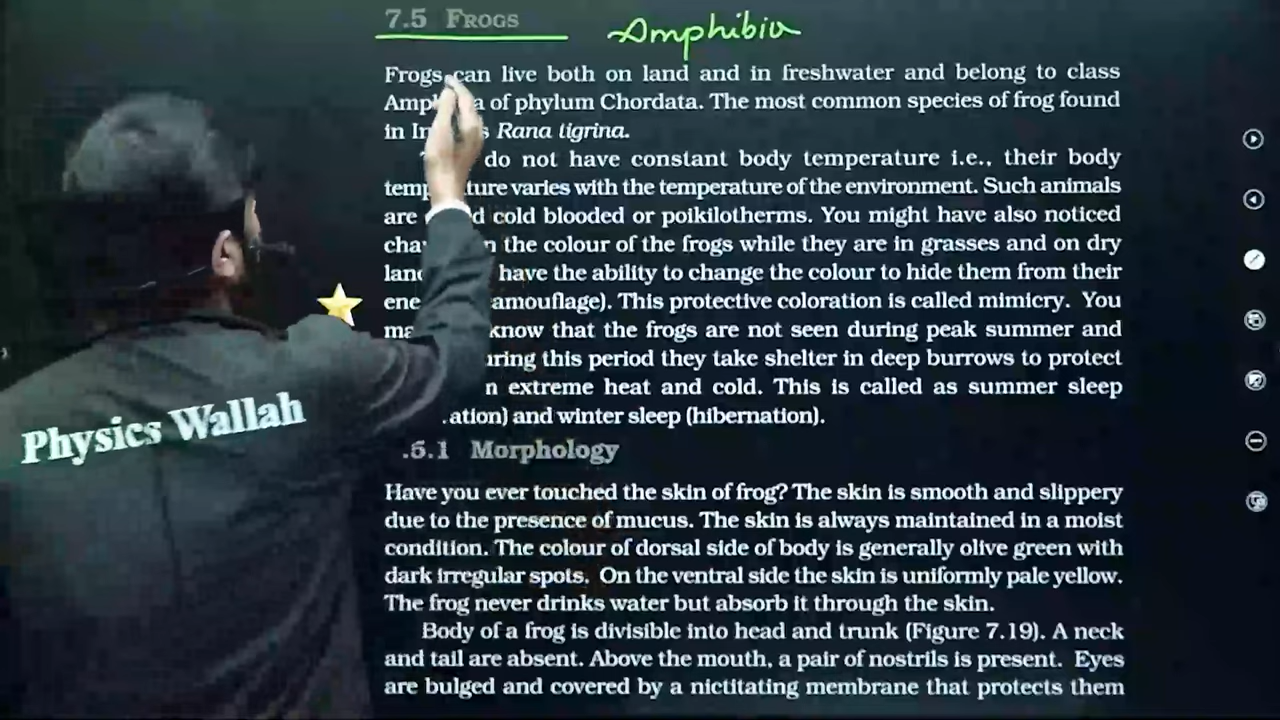 7.5 FROGS
Amphibia
Frogs can live both on land and in freshwater and belong to class
of phylum Chordata. The most common species of frog found
in Rana tigrina.
do not have constant body temperature i.e., their body
varies with the temperature of the environment. Such animals
are cold blooded or poikilotherms. You might have also noticed
the colour of the frogs while they are in grasses and on dry
have the ability to change the colour to hide them from their
This protective coloration is called mimicry. You
know that the frogs are not seen during peak summer and
this period they take shelter in deep burrows to protect
extreme heat and cold. This is called as summer sleep
and winter sleep (hibernation).
.5.1 Morphology
Have you ever touched the skin of frog? The skin is smooth and slippery
due to the presence of mucus. The skin is always maintained in a moist
condition. The colour of dorsal side of body is generally olive green with
dark irregular spots. On the ventral side the skin is uniformly pale yellow.
The frog never drinks water but absorb it through the skin.
Body of a frog is divisible into head and trunk (Figure 7.19). A neck
and tail are absent. Above the mouth, a pair of nostrils is present. Eyes
are bulged and covered by a nictitating membrane that protects them
Physics Wallah